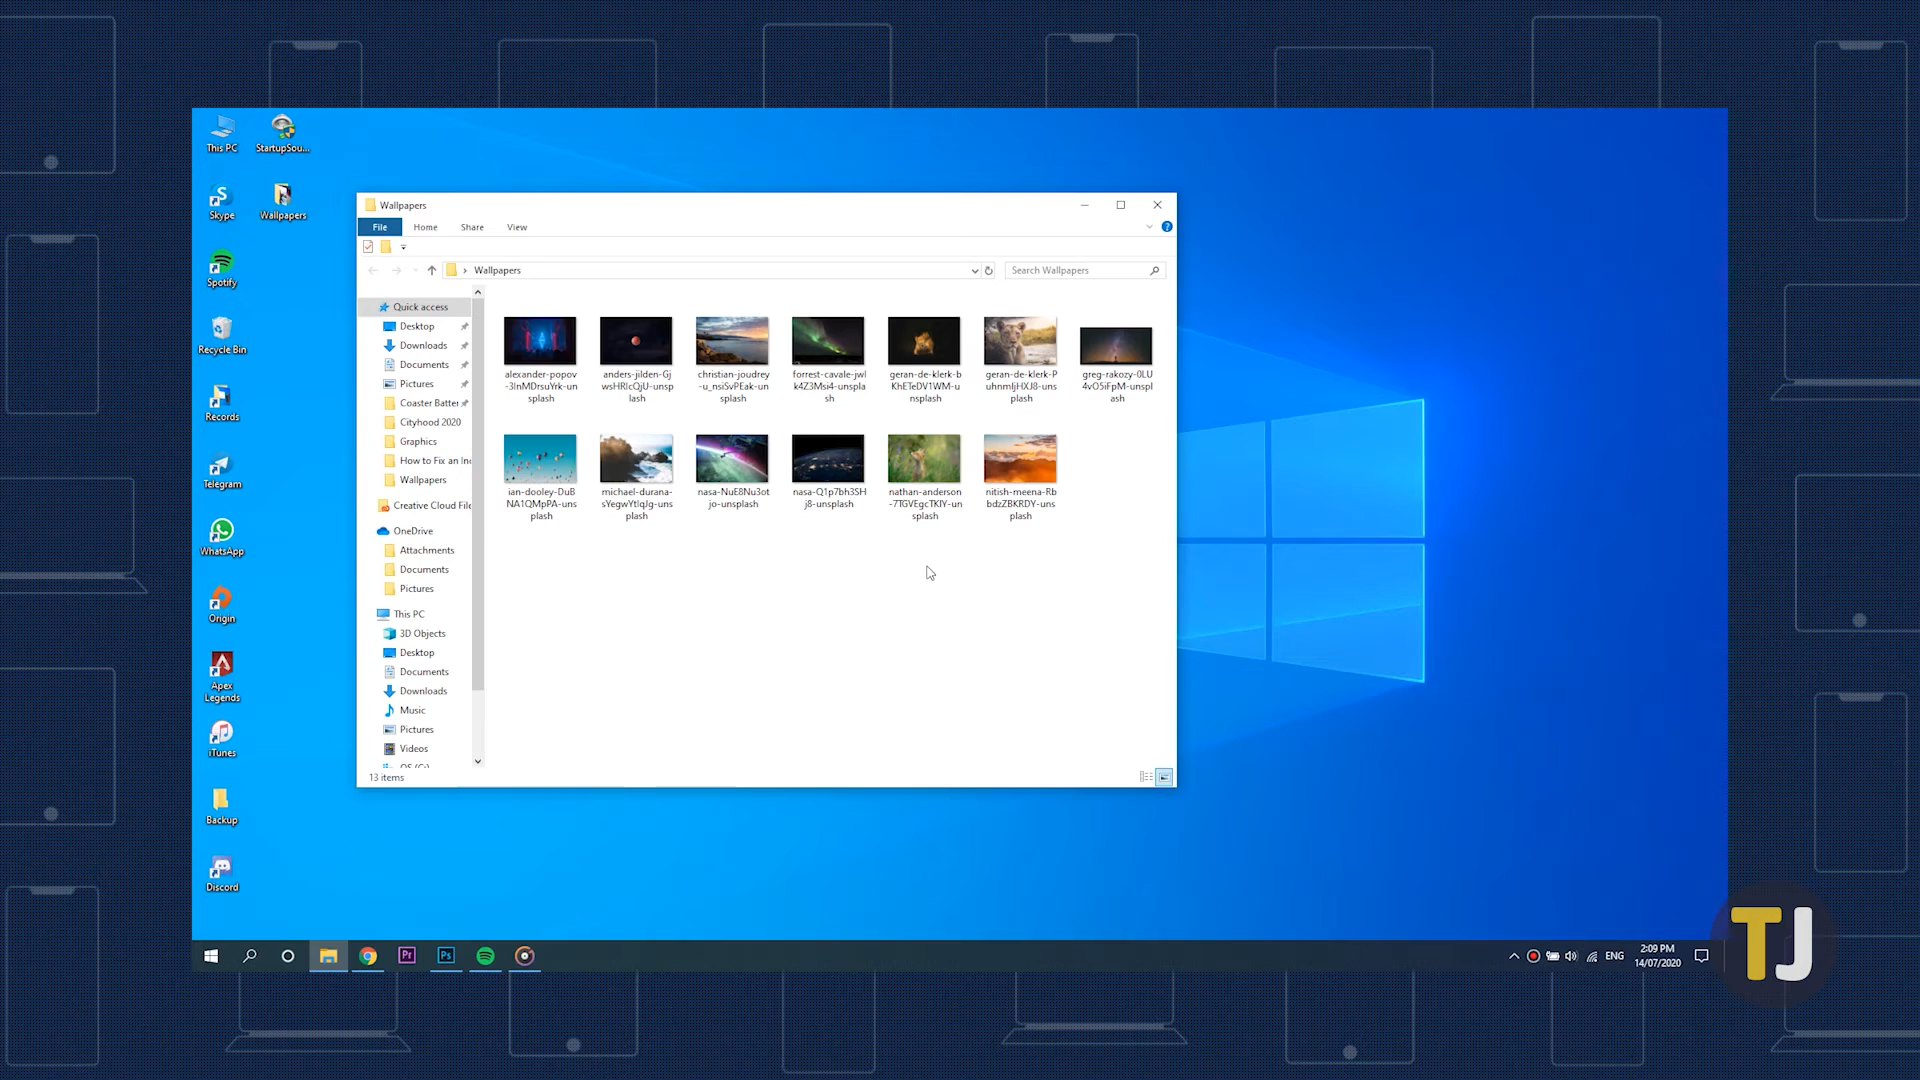 This PC
StartupSou...
Skype
Wallpapers
Spotify
Recycle Bin
Records
Telegram
WhatsApp
Origin
Apex
Legends
iTunes
Backup
Discord
Wallpapers
File Home Share View
Wallpapers
Search Wallpapers
Quick access
Desktop
Downloads
Documents
Pictures
Coaster Batter
Cityhood 2020
Graphics
How to Fix an In
Wallpapers
Creative Cloud File
OneDrive
Attachments
Documents
Pictures
This PC
3D Objects
Desktop
Documents
Downloads
Music
Pictures
Videos
OS (C:)
alexander-popov
-3InMDrsuYrk-un
splash
anders-jilden-Gj
wsHRIcQjU-unsp
lash
christian-joudrey
-u_nsiSvPEak-un
splash
forrest-cavale-jwl
k4Z3Msi4-unspla
sh
geran-de-klerk-b
KhETeDV1WM-u
nsplash
geran-de-klerk-P
uhnmIjHXJ8-uns
plash
greg-rakozy-0LU
4vO5iFpM-unspl
ash
ian-dooley-DuB
NA1QMpPA-uns
plash
michael-durana-
sYegwYtIqJg-un
splash
nasa-NuE8Nu3ot
jo-unsplash
nasa-Q1p7bh3SH
j8-unsplash
nathan-anderson
-7TGVEgcTKlY-un
splash
nitish-meena-Rb
bdzZBKRDY-uns
plash
13 items
Pr
Ps
ENG
2:09 PM
14/07/2020
TJ